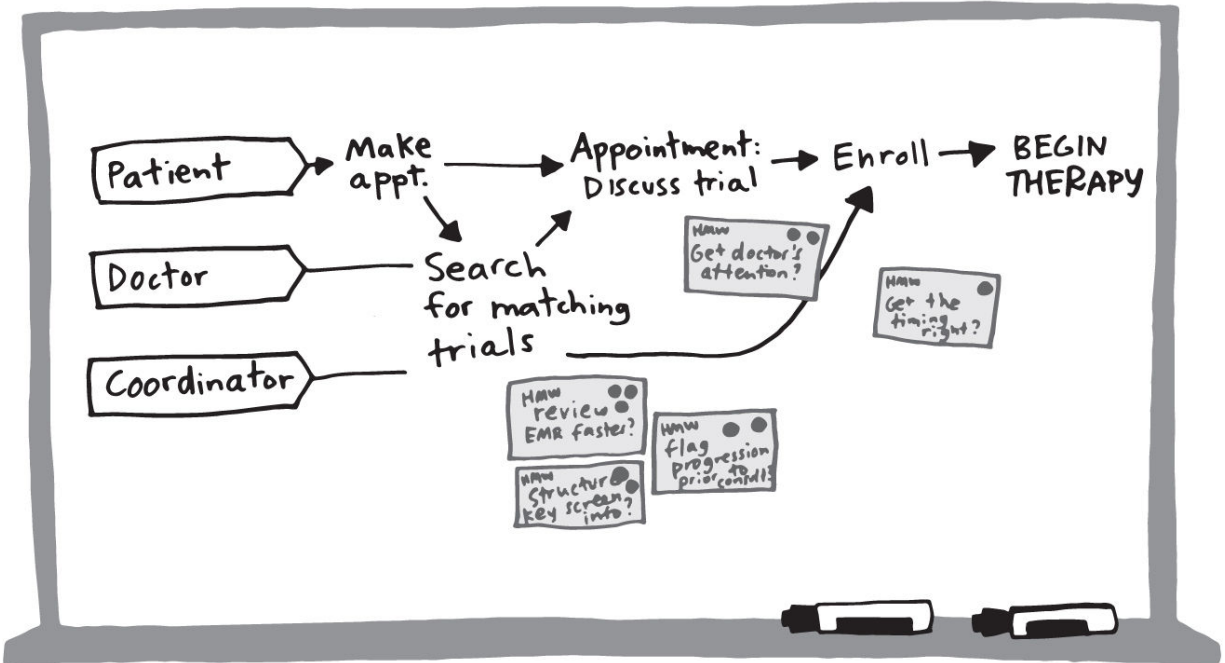 Patient
Make
appt.
Appointment:
Discuss trial
Enroll
BEGIN
THERAPY
Doctor
Search
for matching
trials
Coordinator
HMW
Get doctor's
attention?
HMW
Get the
timing
right?
HMW
review
EMR faster?
HMW
flag
progression
to
prior
HMW
Structure
key screen
info?